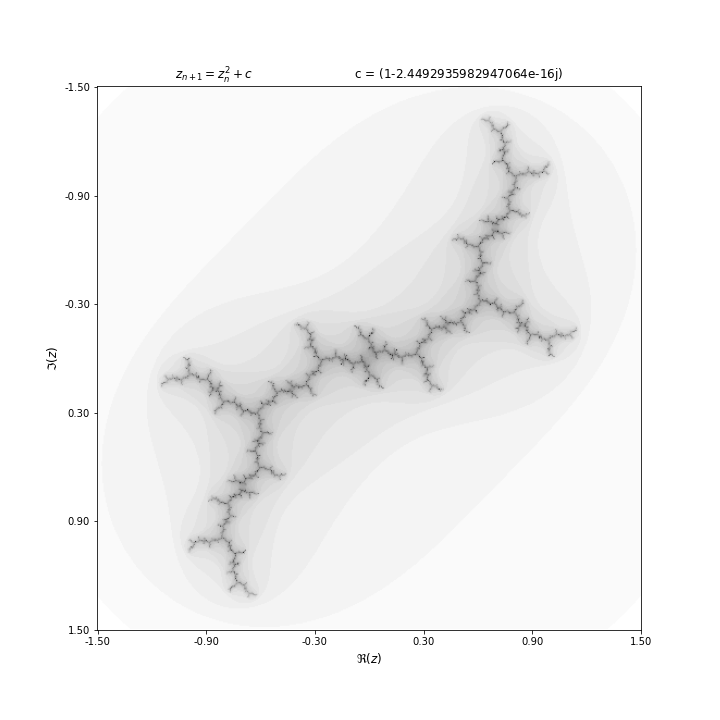 z_{n+1} = z_n^2 + c
c = (1-2.4492935982947064e-16j)
-1.50
-0.90
-0.30
0.30
0.90
1.50
ℑ(z)
-1.50 -0.90 -0.30 0.30 0.90 1.50
ℜ(z)